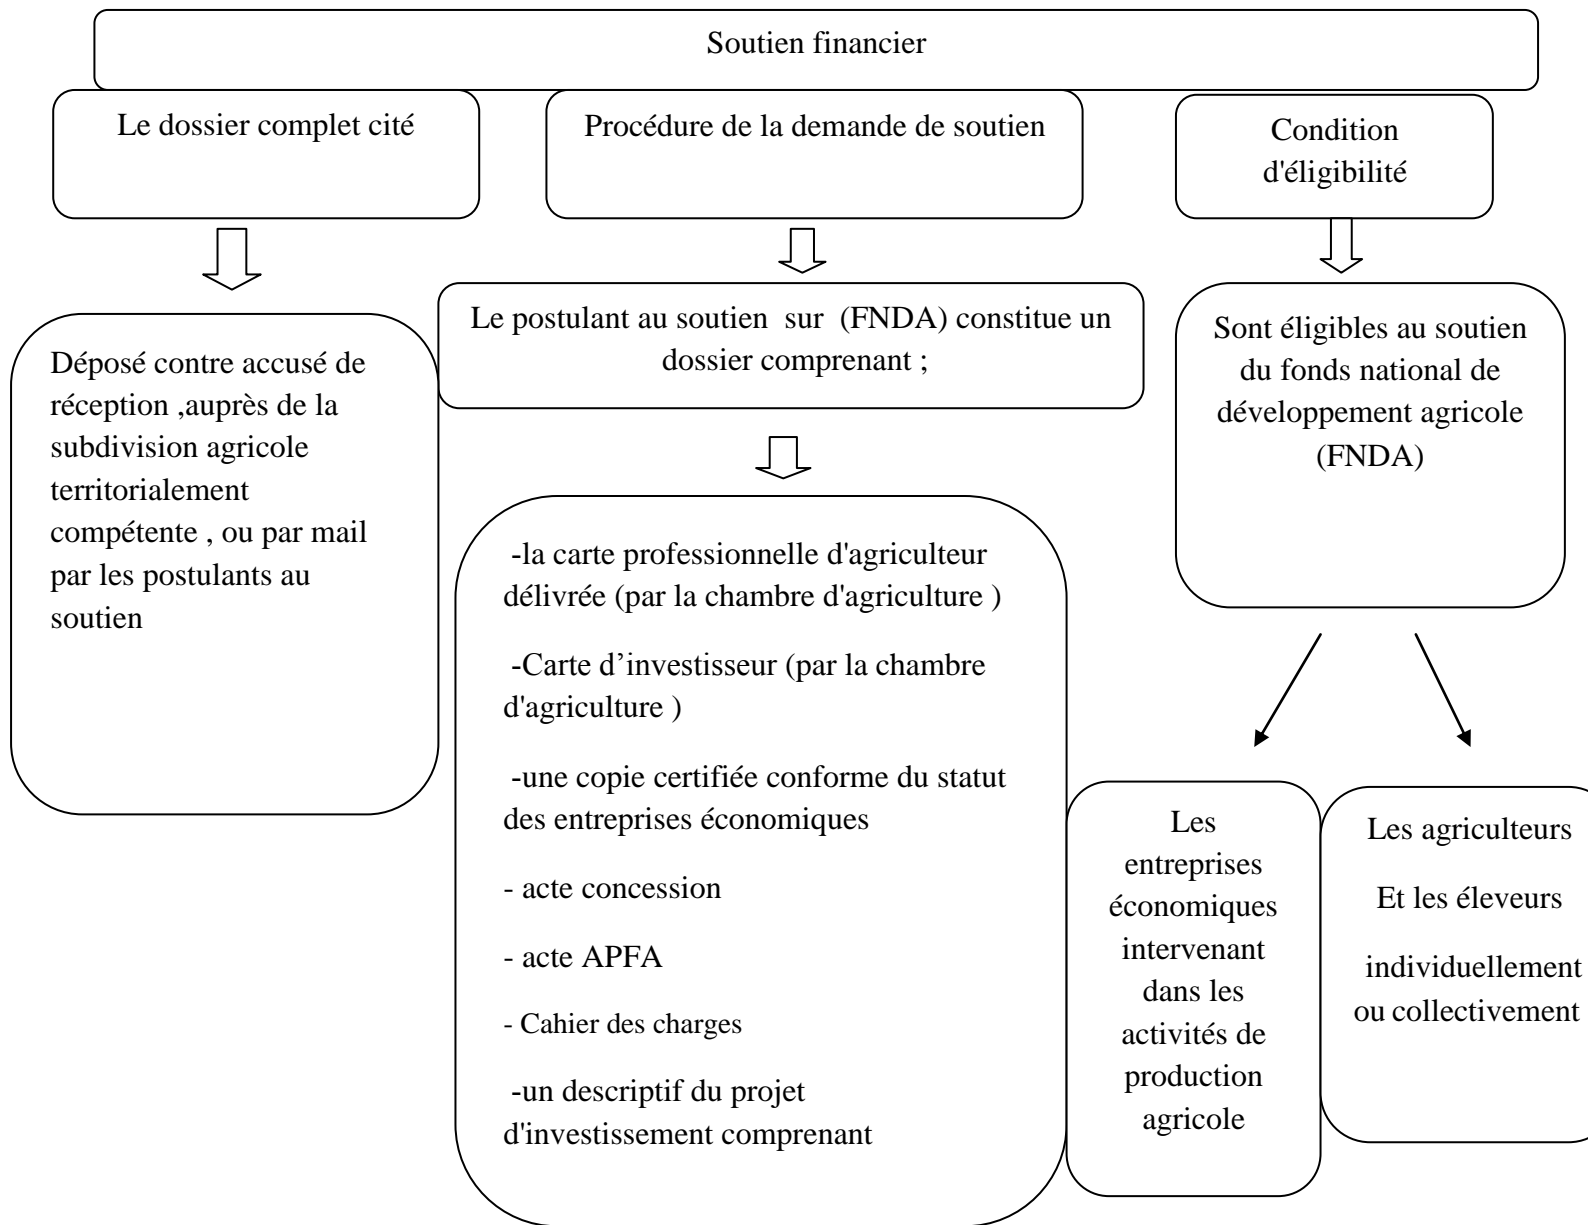 Soutien financier
Le dossier complet cité
Procédure de la demande de soutien
Condition
d'éligibilité
Déposé contre accusé de
réception ,auprès de la
subdivision agricole
territorialement
compétente , ou par mail
par les postulants au
soutien
Le postulant au soutien sur (FNDA) constitue un
dossier comprenant ;
-la carte professionnelle d'agriculteur
délivrée (par la chambre d'agriculture )
-Carte d’investisseur (par la chambre
d'agriculture )
-une copie certifiée conforme du statut
des entreprises économiques
- acte concession
- acte APFA
- Cahier des charges
-un descriptif du projet
d'investissement comprenant
Sont éligibles au soutien
du fonds national de
développement agricole
(FNDA)
Les
entreprises
économiques
intervenant
dans les
activités de
production
agricole
Les agriculteurs
Et les éleveurs
individuellement
ou collectivement